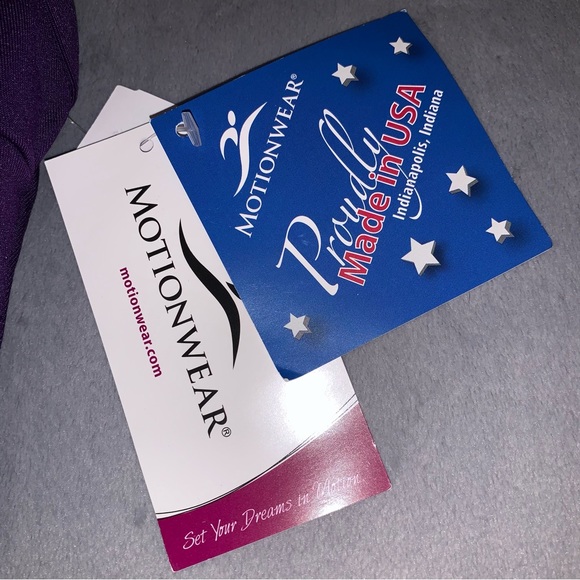 MOTIONWEAR®
Proudly
Made in USA
Indianapolis, Indiana
MOTIONWEAR®
motionwear.com
Set Your Dreams in Motion